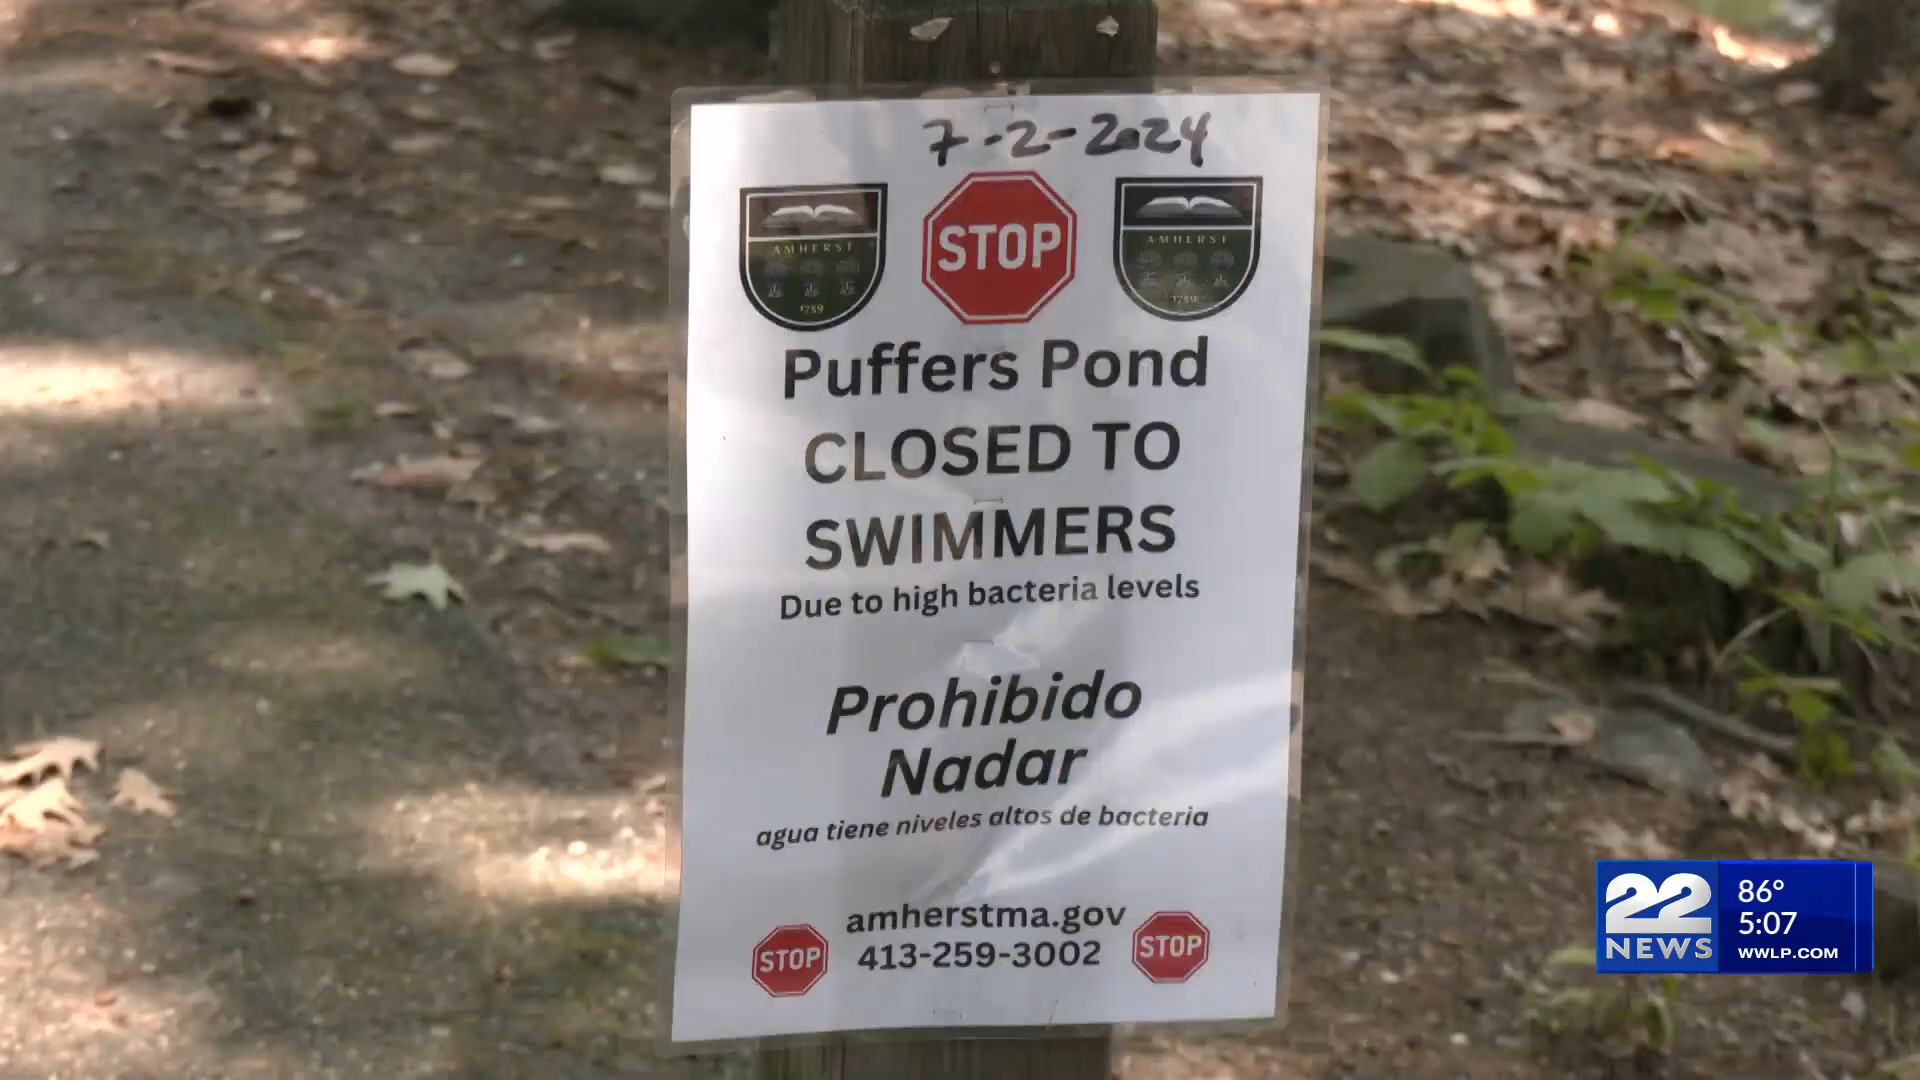 7-2-2024
AMHERST
1759
STOP
AMHERST
1759
Puffers Pond
CLOSED TO
SWIMMERS
Due to high bacteria levels
Prohibido
Nadar
agua tiene niveles altos de bacteria
STOP
amherstma.gov
413-259-3002
STOP
22
NEWS
86°
5:07
WWLP.COM